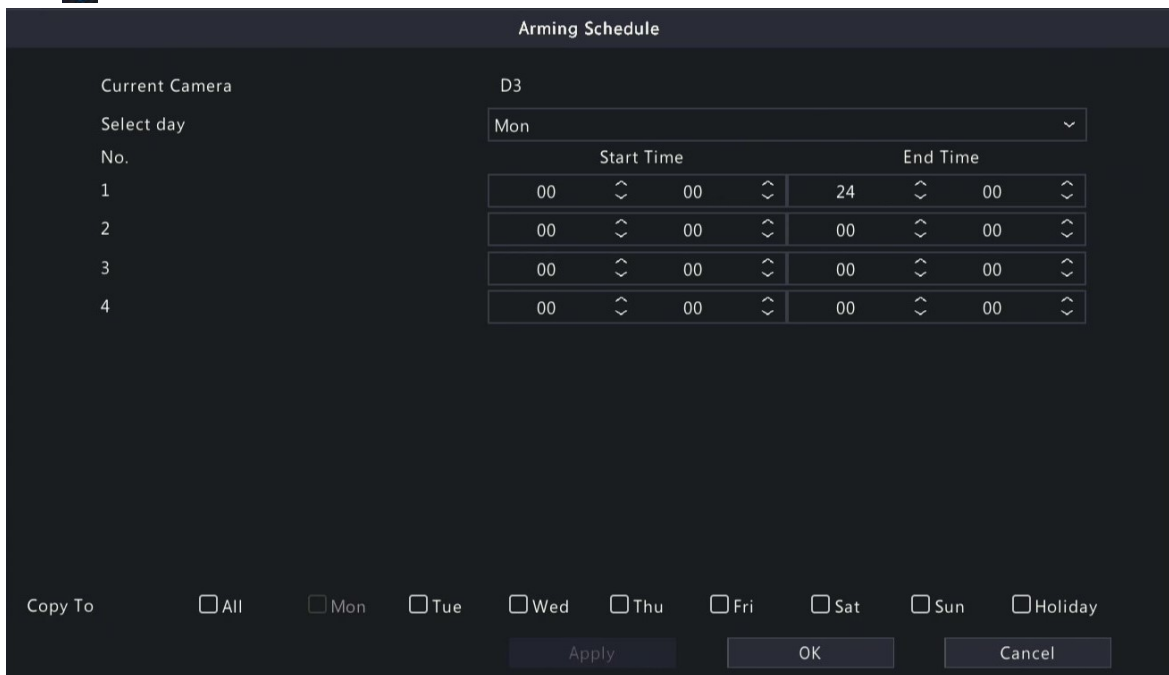 Arming Schedule
Current Camera D3
Select day Mon
No. Start Time End Time
1 00 00 24 00
2 00 00 00 00
3 00 00 00 00
4 00 00 00 00
Copy To All Mon Tue Wed Thu Fri Sat Sun Holiday
Apply OK Cancel